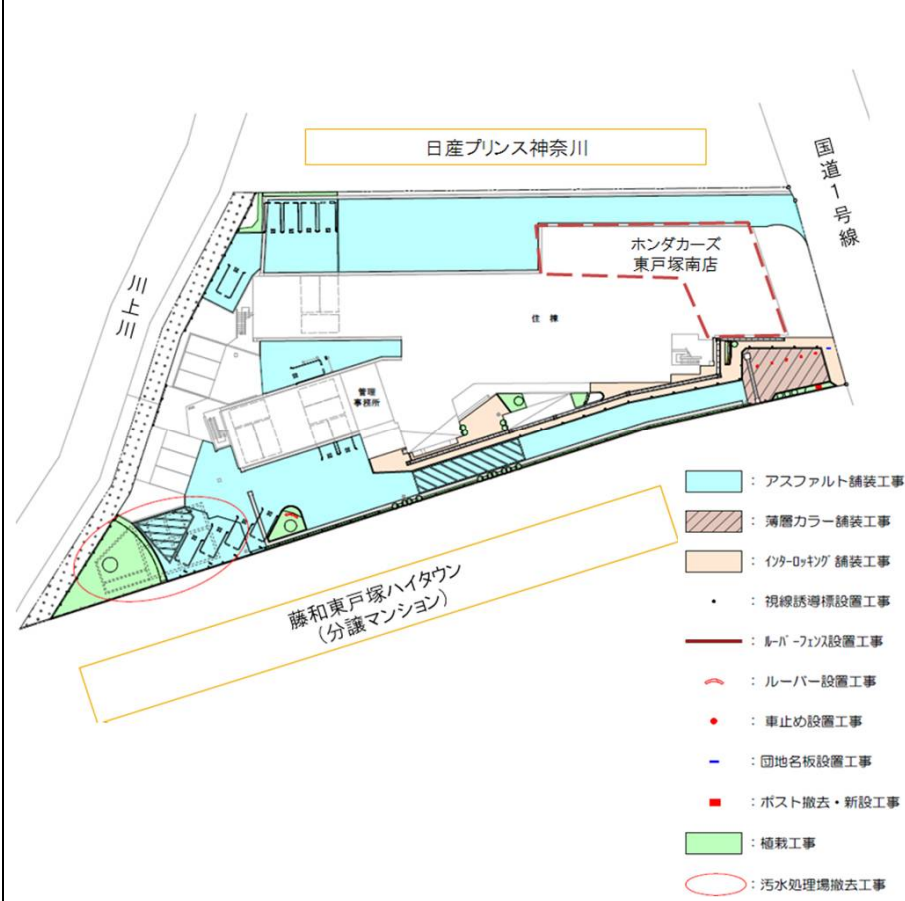 日産プリンス神奈川
国道1号線
ホンダカーズ
東戸塚南店
川上川
住 棟
管理
事務所
藤和東戸塚ハイタウン
(分譲マンション)
: アスファルト舗装工事
: 薄層カラー舗装工事
: インターロッキング舗装工事
: 視線誘導標設置工事
: ルーバーフェンス設置工事
: ルーバー設置工事
: 車止め設置工事
: 団地名板設置工事
: ポスト撤去・新設工事
: 植栽工事
: 汚水処理場撤去工事